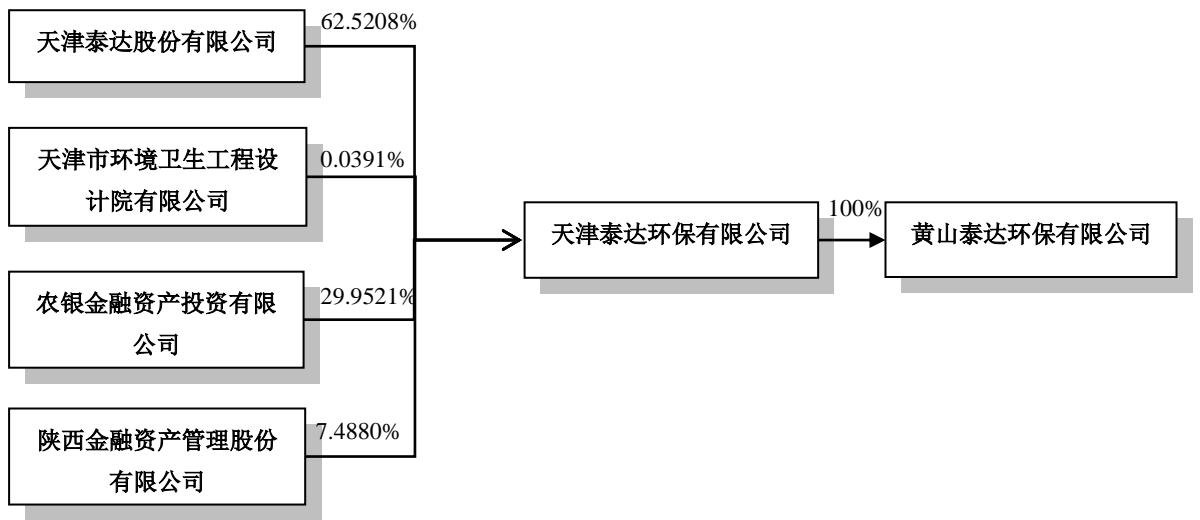 62.5208%
天津泰达股份有限公司
天津市环境卫生工程设
计院有限公司
0.0391%
农银金融资产投资有限
公司
29.9521%
陕西金融资产管理股份
有限公司
7.4880%
天津泰达环保有限公司
100%
黄山泰达环保有限公司